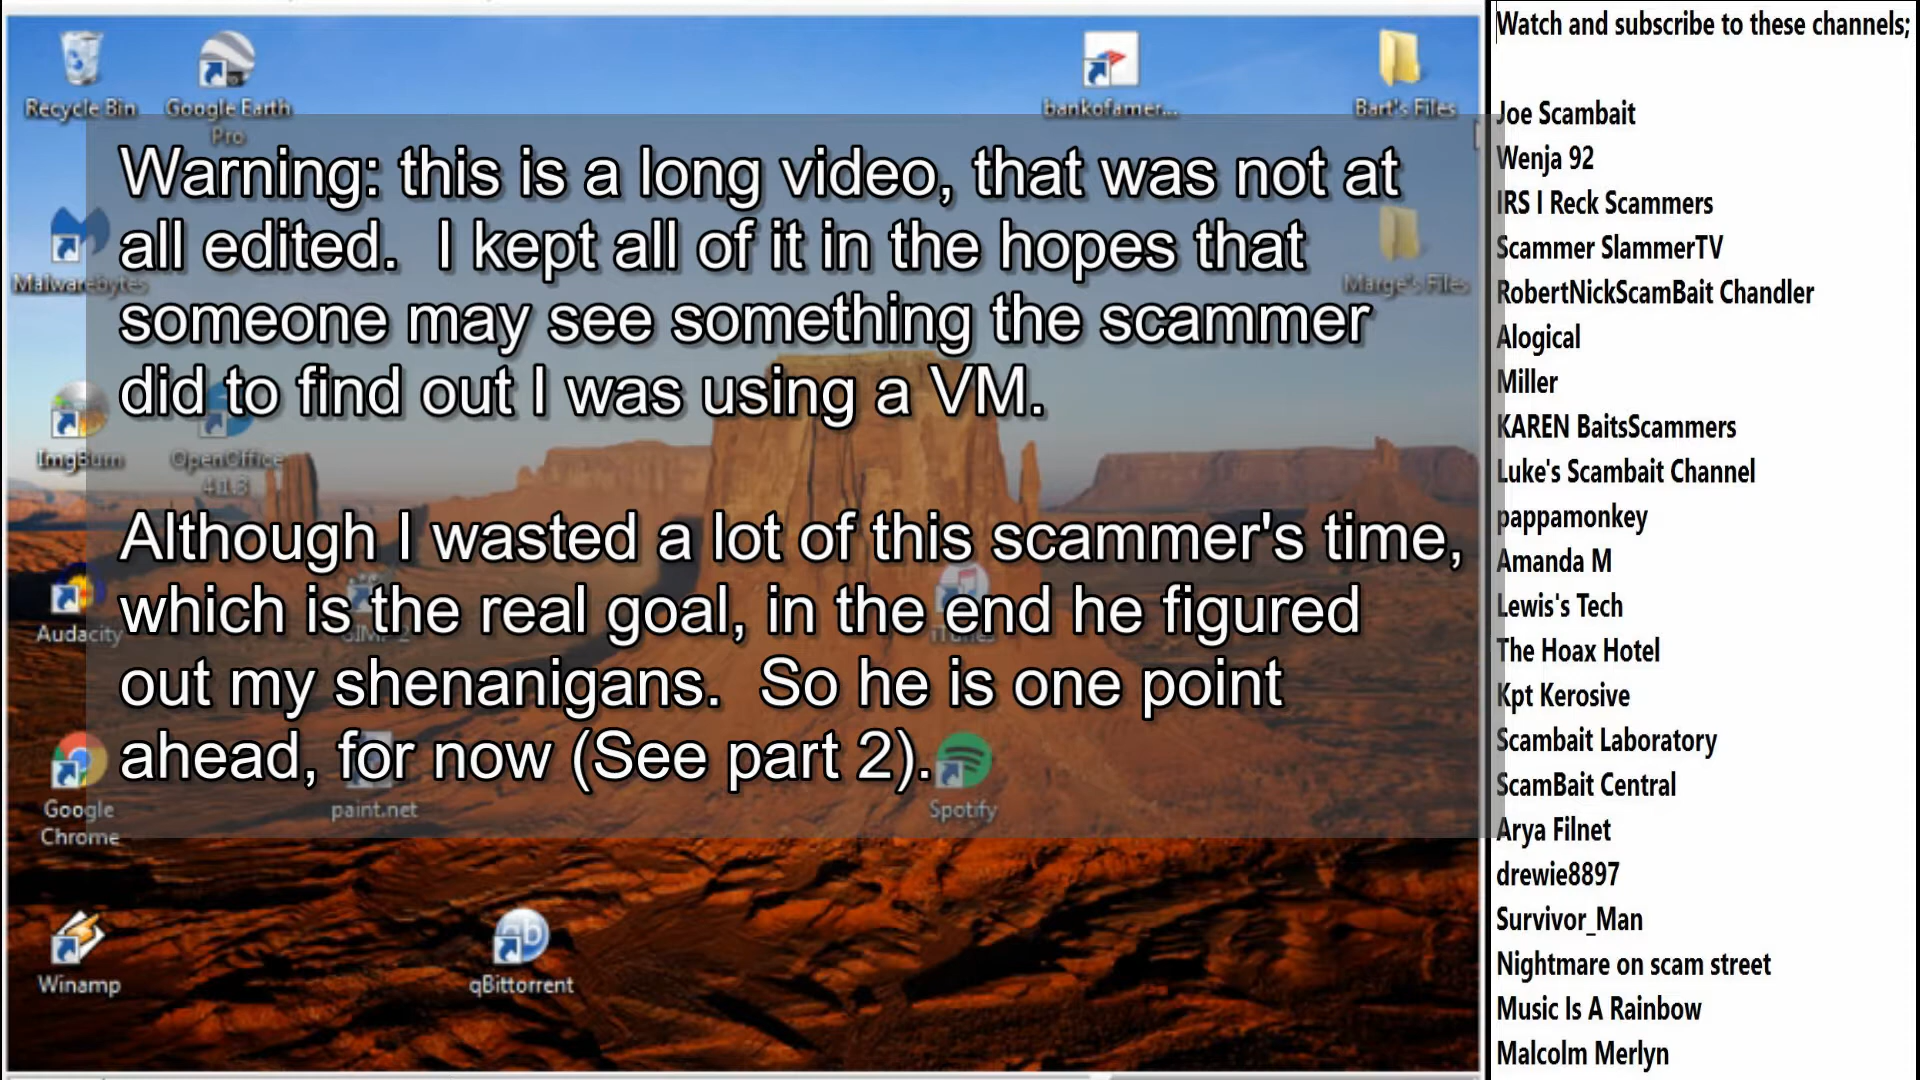 Recycle Bin
Google Earth
Pro
bankofamer...
Bart's Files
Malwarebytes
Marge's Files
ImgBurn
OpenOffice
4.1.3
Audacity
GIMP 2
iTunes
Google
Chrome
paint.net
Spotify
Winamp
qBittorrent
Warning: this is a long video, that was not at
all edited. I kept all of it in the hopes that
someone may see something the scammer
did to find out I was using a VM.
Although I wasted a lot of this scammer's time,
which is the real goal, in the end he figured
out my shenanigans. So he is one point
ahead, for now (See part 2).
Watch and subscribe to these channels;
Joe Scambait
Wenja 92
IRS I Reck Scammers
Scammer SlammerTV
RobertNickScamBait Chandler
Alogical
Miller
KAREN BaitsScammers
Luke's Scambait Channel
pappamonkey
Amanda M
Lewis's Tech
The Hoax Hotel
Kpt Kerosive
Scambait Laboratory
ScamBait Central
Arya Filnet
drewie8897
Survivor_Man
Nightmare on scam street
Music Is A Rainbow
Malcolm Merlyn